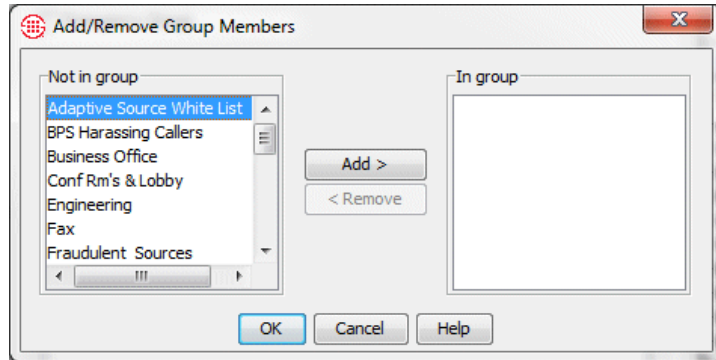 Add/Remove Group Members
Not in group
In group
Adaptive Source White List
BPS Harassing Callers
Business Office
Conf Rm's & Lobby
Engineering
Fax
Fraudulent Sources
Add >
< Remove
OK
Cancel
Help